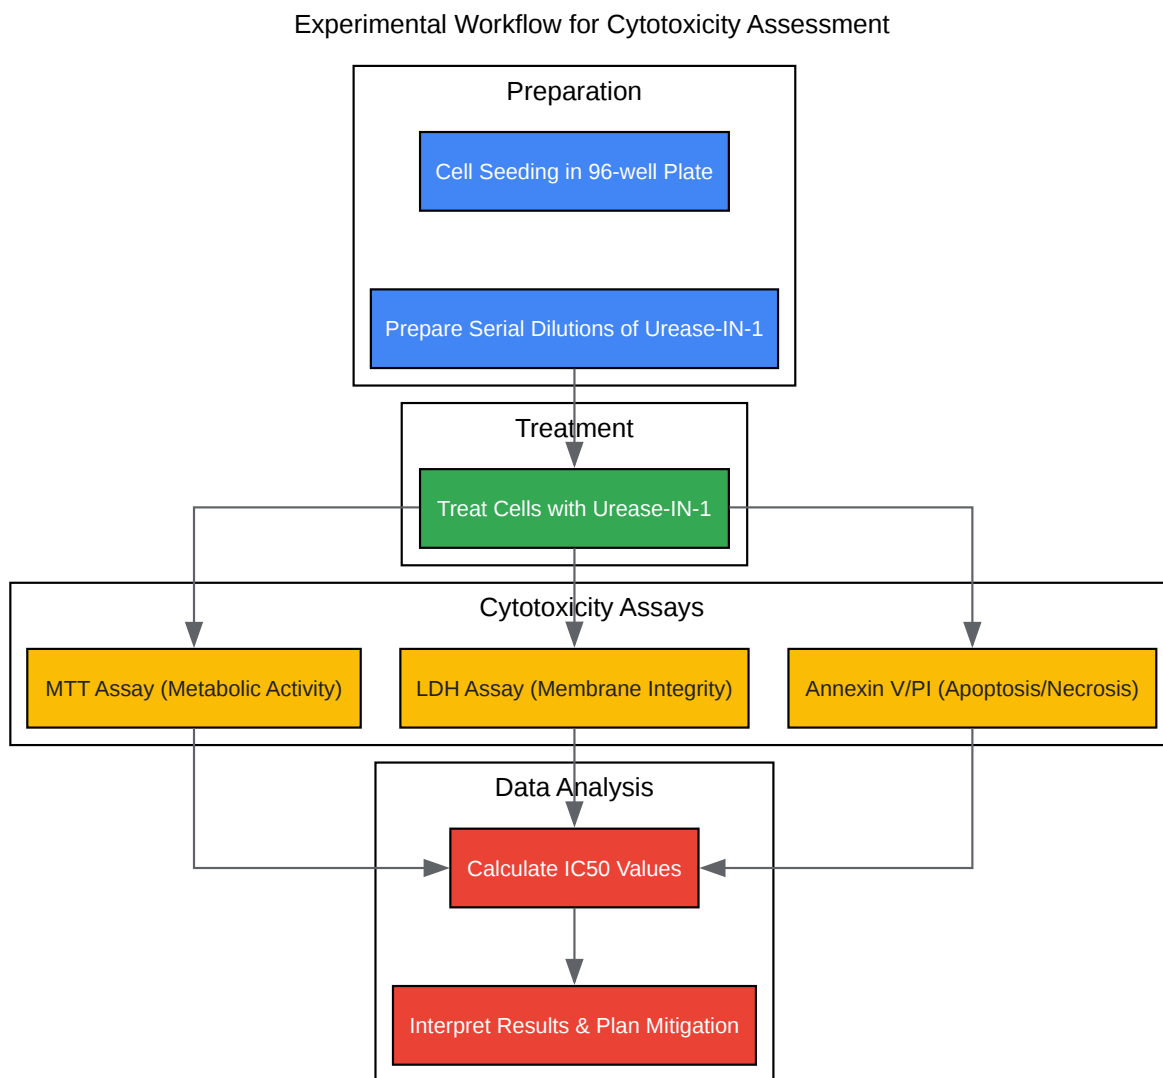 Experimental Workflow for Cytotoxicity Assessment
Preparation
Cell Seeding in 96-well Plate
Prepare Serial Dilutions of Urease-IN-1
Treatment
Treat Cells with Urease-IN-1
Cytotoxicity Assays
MTT Assay (Metabolic Activity)
LDH Assay (Membrane Integrity)
Annexin V/PI (Apoptosis/Necrosis)
Data Analysis
Calculate IC50 Values
Interpret Results & Plan Mitigation